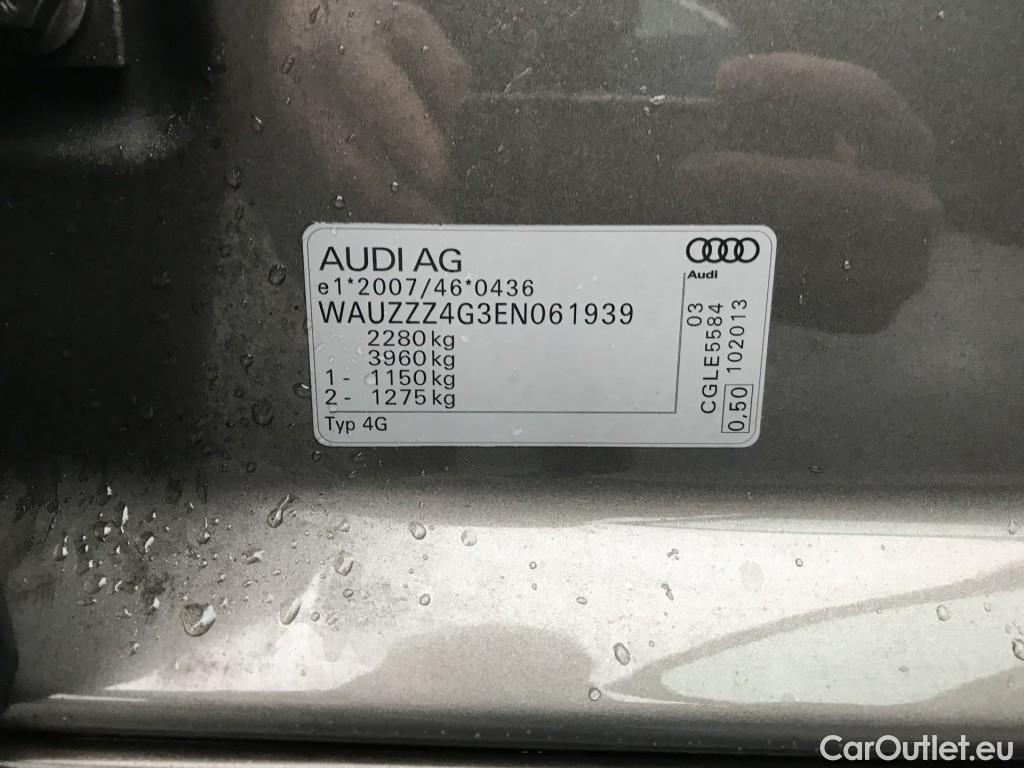 AUDI AG
e1*2007/46*0436
WAUZZZ4G3EN061939
2280 kg
3960 kg
1 - 1150 kg
2 - 1275 kg
Typ 4G
Audi
03
CGLE5584
102013
0,50
CarOutlet.eu